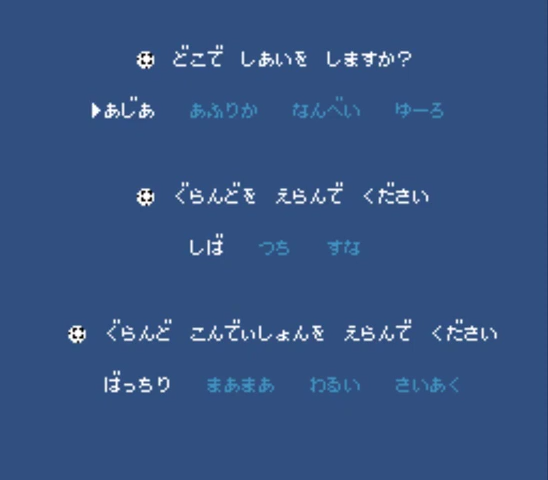 どこで しあいを しますか?
▶あじあ あふりか なんべい ゆーろ
ぐらんどを えらんで ください
しば つち すな
ぐらんど こんでぃしょんを えらんで ください
ばっちり まあまあ わるい さいあく